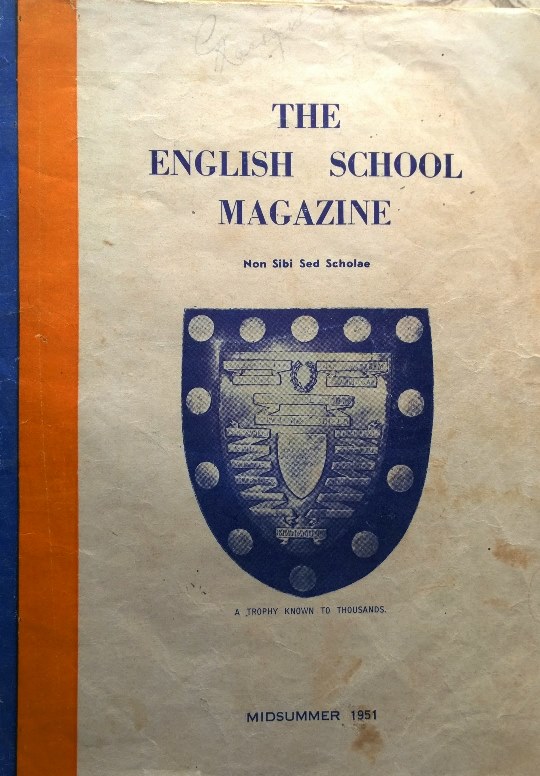 THE
ENGLISH SCHOOL
MAGAZINE
Non Sibi Sed Scholae
A TROPHY KNOWN TO THOUSANDS.
MIDSUMMER 1951